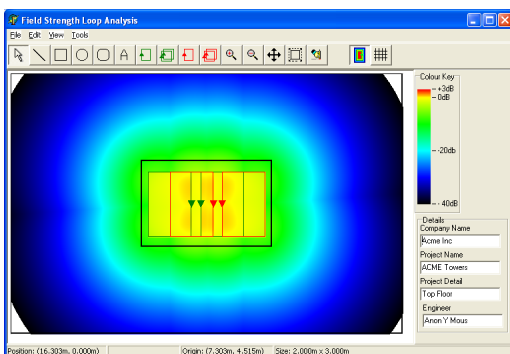 Field Strength Loop Analysis
File Edit View Tools
A
Colour Key
+3dB
0dB
-20db
-40dB
Details
Company Name
Acme Inc
Project Name
ACME Towers
Project Detail
Top Floor
Engineer
Anon Y Mous
Position: (16.303m, 0.000m) Origin: (7.303m, 4.515m) Size: 2.000m x 3.000m